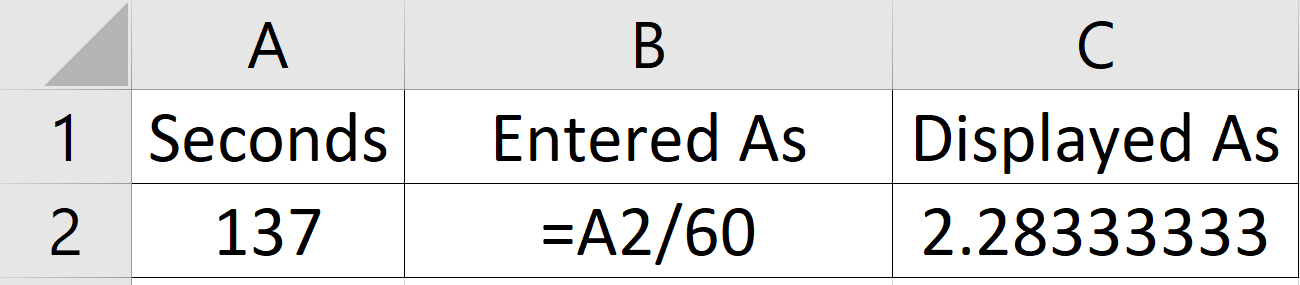 A B C
1 Seconds Entered As Displayed As
2 137 =A2/60 2.28333333